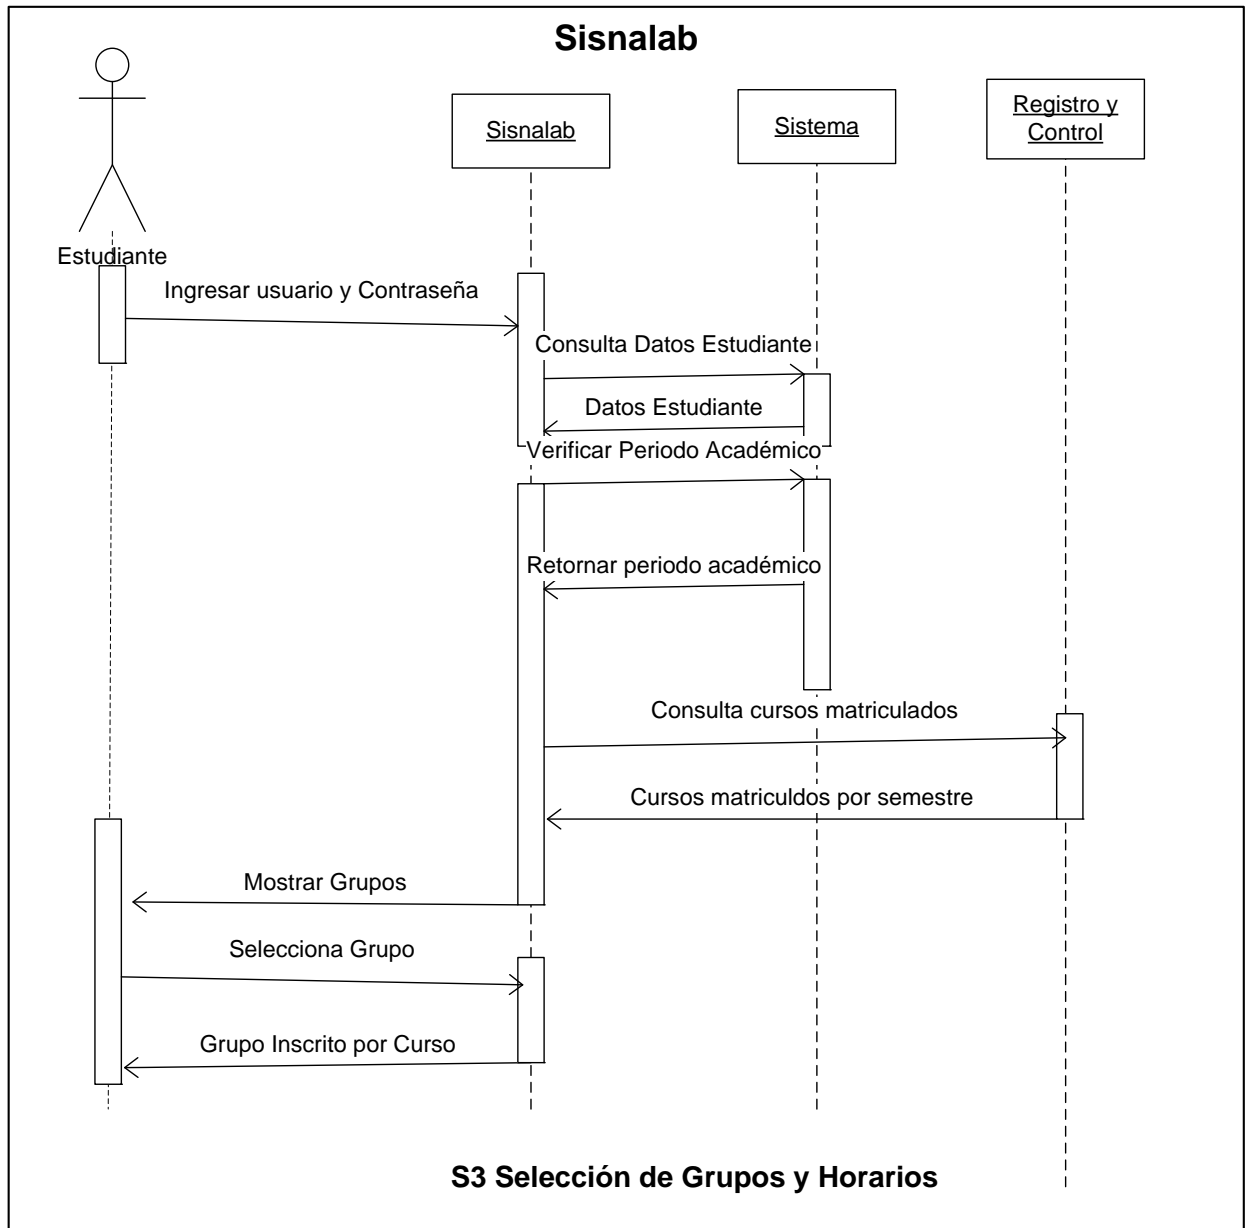 Sisnalab
Sisnalab
Sistema
Registro y
Control
Estudiante
Ingresar usuario y Contraseña
Consulta Datos Estudiante
Datos Estudiante
Verificar Periodo Académico
Retornar periodo académico
Consulta cursos matriculados
Cursos matriculdos por semestre
Mostrar Grupos
Selecciona Grupo
Grupo Inscrito por Curso
S3 Selección de Grupos y Horarios